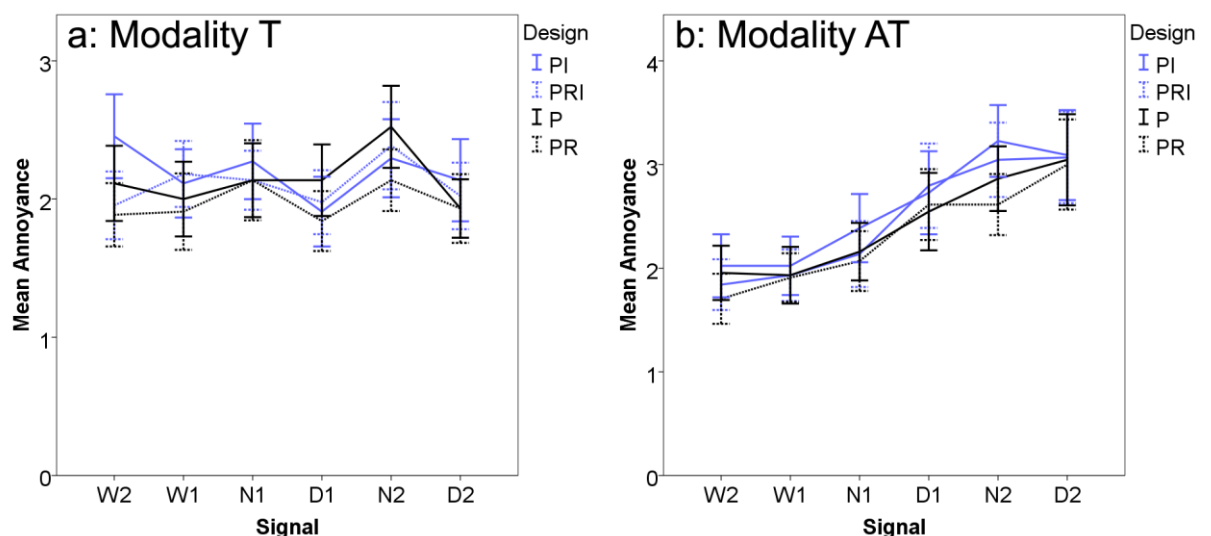 a: Modality T
Design
PI
PRI
P
PR
3
2
1
0
Mean Annoyance
W2 W1 N1 D1 N2 D2
Signal
b: Modality AT
Design
PI
PRI
P
PR
4
3
2
1
0
Mean Annoyance
W2 W1 N1 D1 N2 D2
Signal